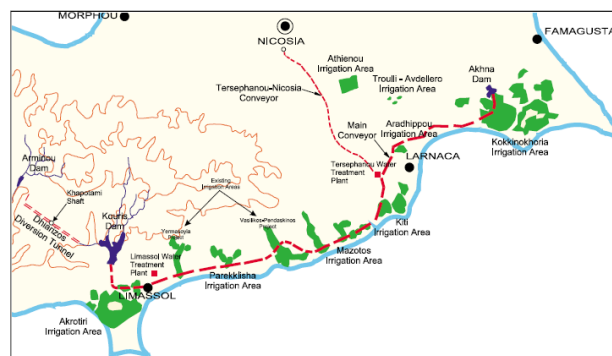 MORPHOU
NICOSIA
FAMAGUSTA
Athienou
Irrigation Area
Akhna
Dam
Troulli - Avdellero
Irrigation Area
Tersephanou-Nicosia
Conveyor
Main
Conveyor
Aradhippou
Irrigation Area
Kokkinokhoria
Irrigation Area
Arminou
Dam
LARNACA
Tersephanou Water
Treatment
Plant
Khapotami
Shaft
Existing
Irrigation Areas
Kouris
Dam
Dhiarizos
Diversion Tunnel
Yermasoyia
Project
Vasilikos-Pendaskinos
Project
Kiti
Irrigation Area
Limassol Water
Treatment
Plant
Mazotos
Irrigation Area
Parekklisha
Irrigation Area
LIMASSOL
Akrotiri
Irrigation Area